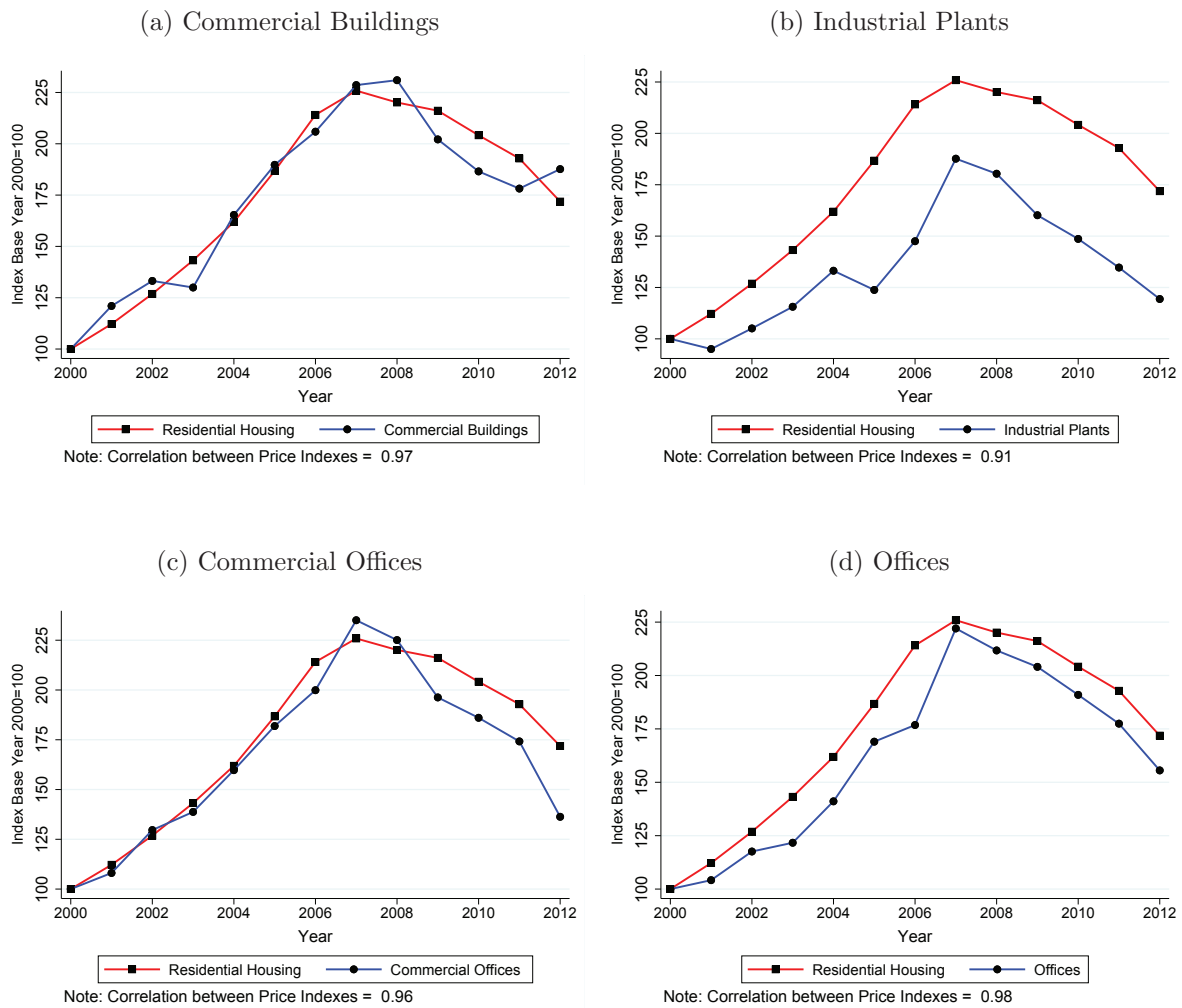 (a) Commercial Buildings
Index Base Year 2000=100
225
200
175
150
125
100
2000 2002 2004 2006 2008 2010 2012
Year
Residential Housing Commercial Buildings
Note: Correlation between Price Indexes = 0.97
(b) Industrial Plants
Index Base Year 2000=100
225
200
175
150
125
100
2000 2002 2004 2006 2008 2010 2012
Year
Residential Housing Industrial Plants
Note: Correlation between Price Indexes = 0.91
(c) Commercial Offices
Index Base Year 2000=100
225
200
175
150
125
100
2000 2002 2004 2006 2008 2010 2012
Year
Residential Housing Commercial Offices
Note: Correlation between Price Indexes = 0.96
(d) Offices
Index Base Year 2000=100
225
200
175
150
125
100
2000 2002 2004 2006 2008 2010 2012
Year
Residential Housing Offices
Note: Correlation between Price Indexes = 0.98